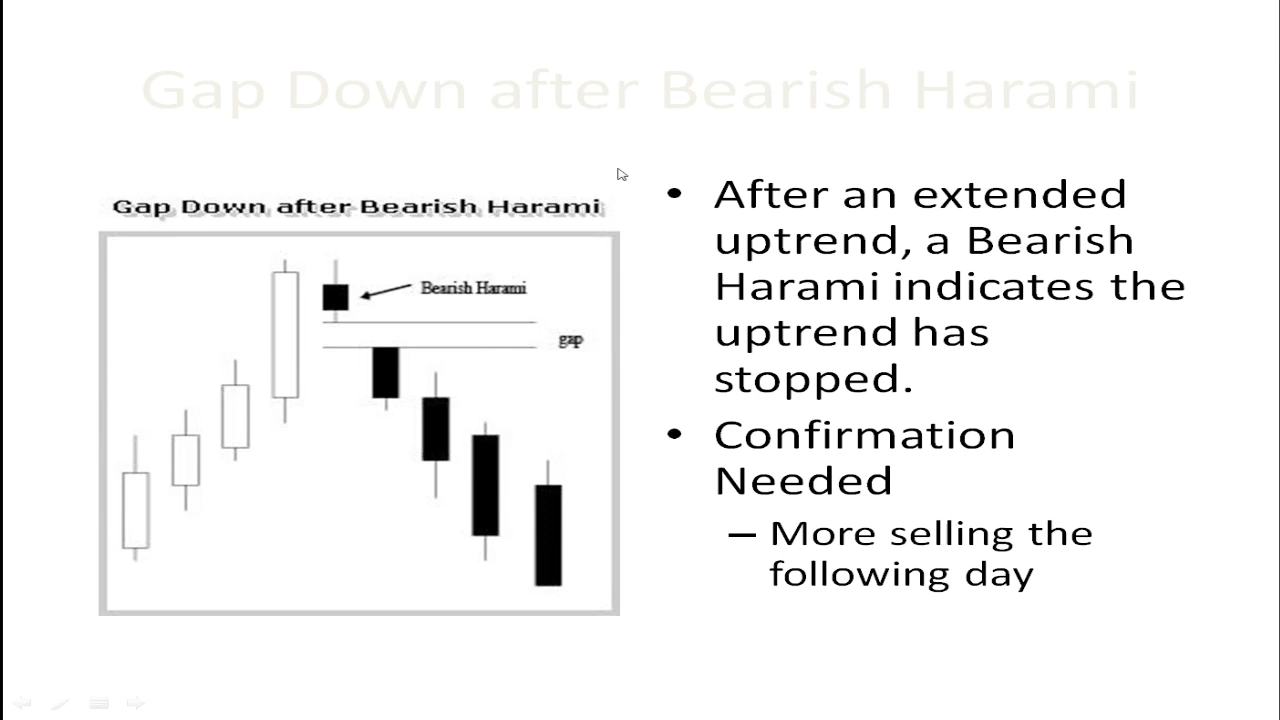 Gap Down after Bearish Harami
Gap Down after Bearish Harami
Bearish Harami
gap
• After an extended
uptrend, a Bearish
Harami indicates the
uptrend has
stopped.
• Confirmation
Needed
– More selling the
following day